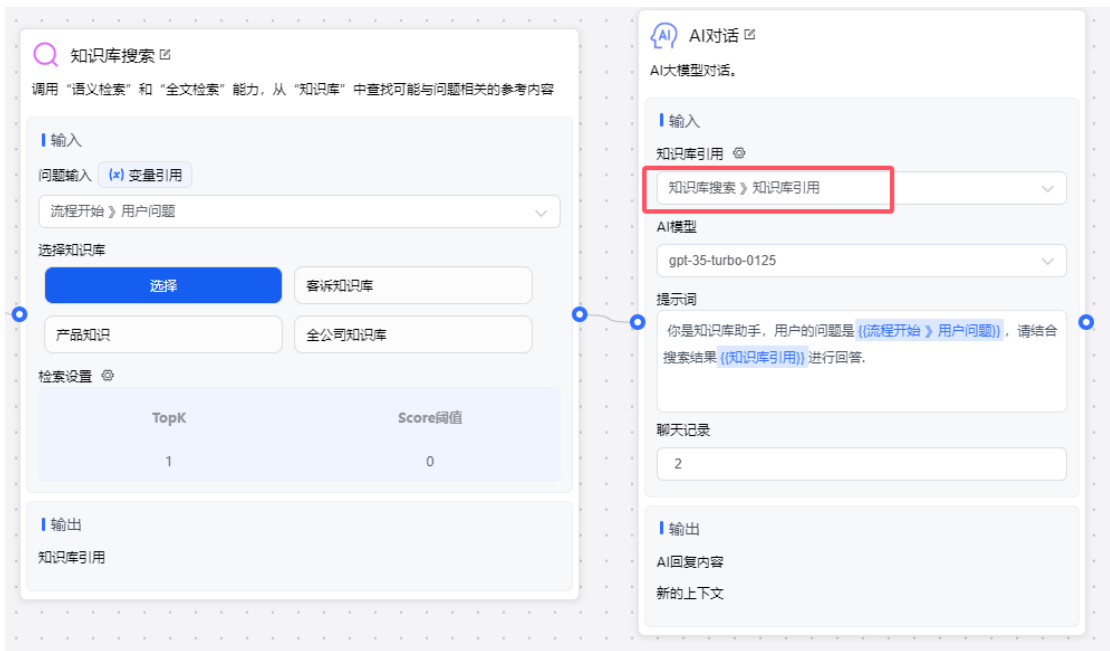 知识库搜索
调用“语义检索”和“全文检索”能力，从“知识库”中查找可能与问题相关的参考内容
输入
问题输入 (x) 变量引用
流程开始 》用户问题
选择知识库
选择 客诉知识库
产品知识 全公司知识库
检索设置
TopK Score阈值
1 0
输出
知识库引用
AI AI对话
AI大模型对话。
输入
知识库引用
知识库搜索 》知识库引用
AI模型
gpt-35-turbo-0125
提示词
你是知识库助手，用户的问题是 {{流程开始 》用户问题}} ，请结合
搜索结果 {{知识库引用}} 进行回答.
聊天记录
2
输出
AI回复内容
新的上下文